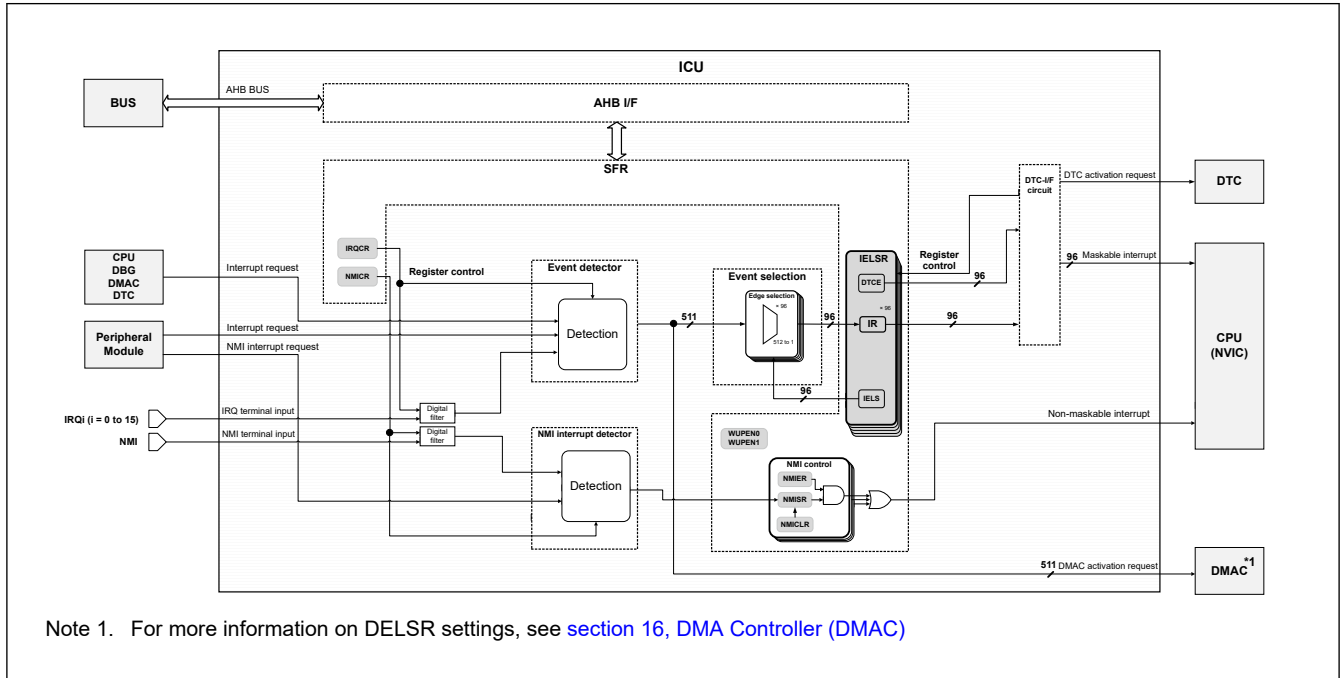 ICU
BUS
AHB BUS
AHB I/F
SFR
DTC-I/F
circuit
DTC activation request
DTC
IRQCR
NMICR
Register control
CPU
DBG
DMAC
DTC
Interrupt request
Event detector
Detection
511
Event selection
Edge selection
= 96
512 to 1
96
IELSR
DTCE
= 96
IR
IELS
96
Register
control
96
96
96 Maskable interrupt
CPU
(NVIC)
Peripheral
Module
Interrupt request
NMI interrupt request
IRQi (i = 0 to 15)
IRQ terminal input
Digital
filter
NMI
NMI terminal input
Digital
filter
NMI interrupt detector
Detection
WUPEN0
WUPEN1
NMI control
NMIER
NMISR
NMICLR
Non-maskable interrupt
511 DMAC activation request
DMAC*1
Note 1. For more information on DELSR settings, see section 16, DMA Controller (DMAC)